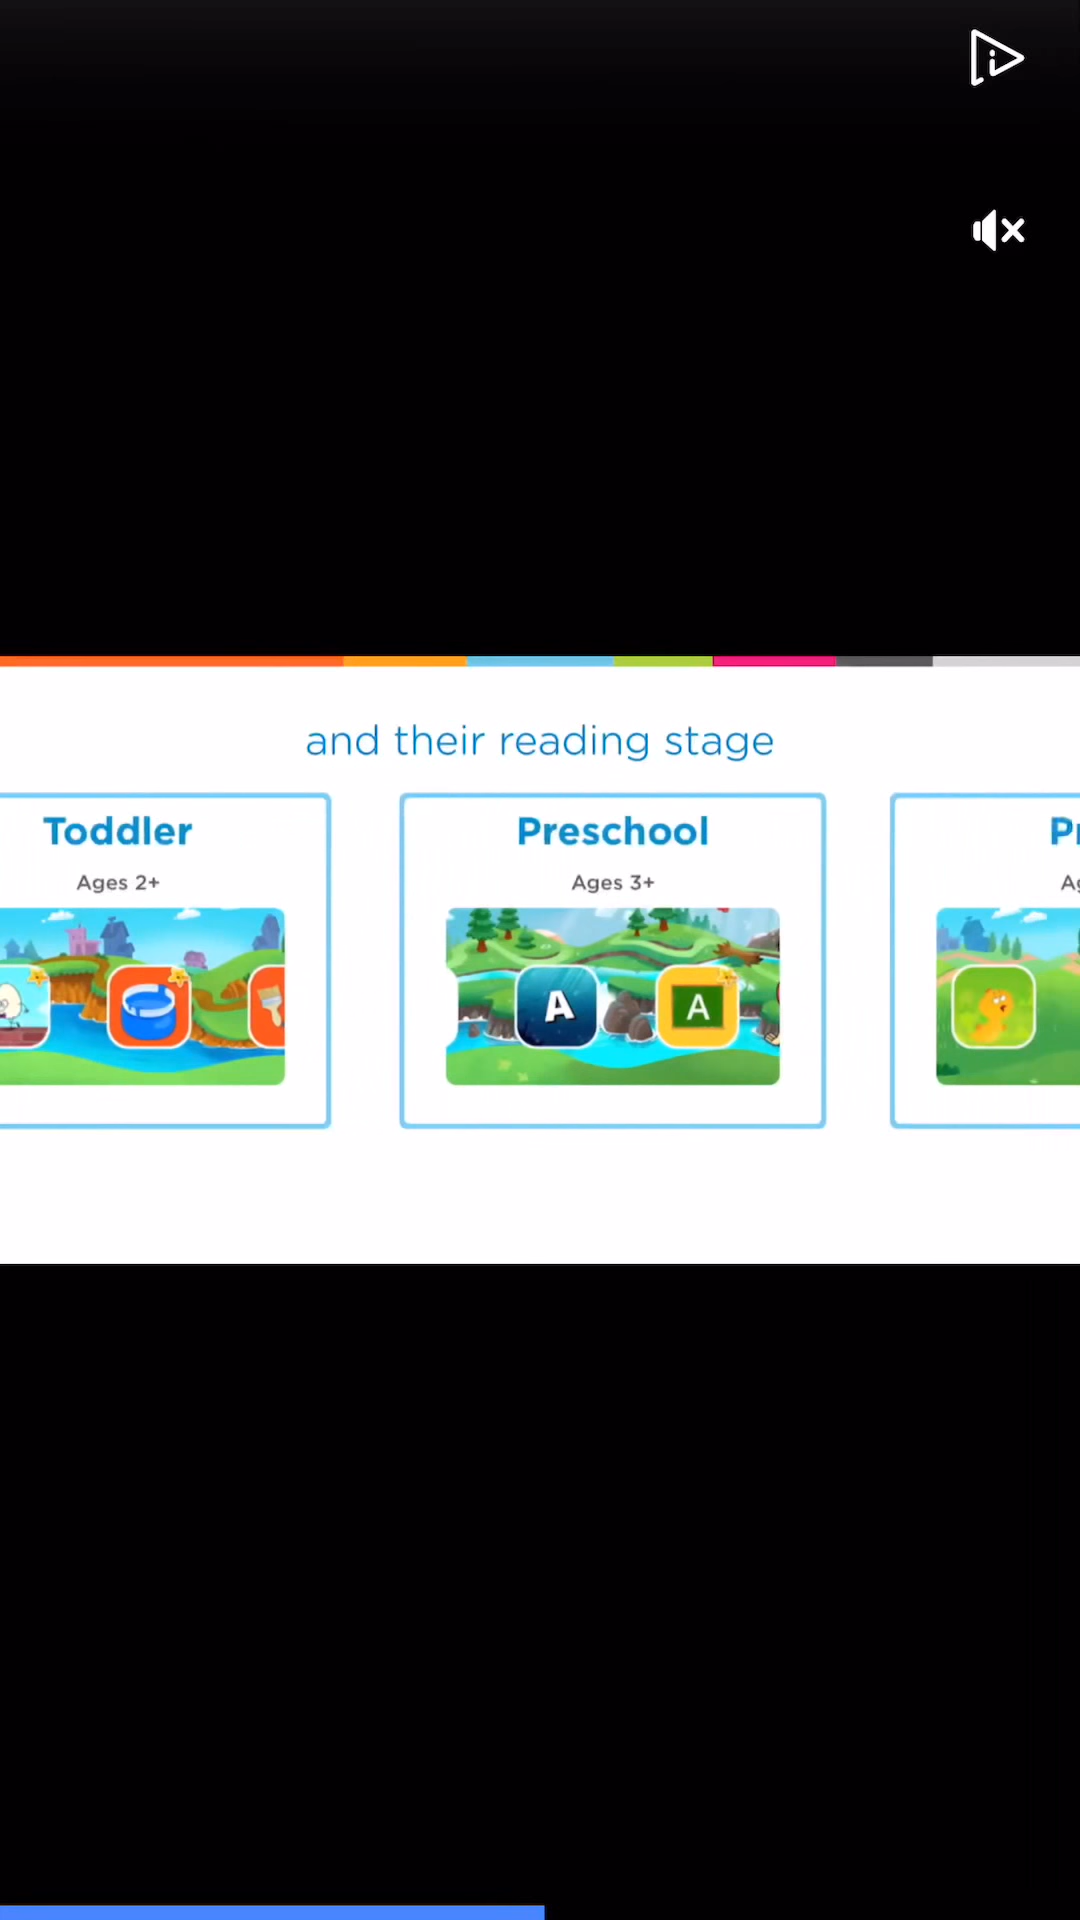 and their reading stage
Toddler
Ages 2+
Preschool
Ages 3+
A
A